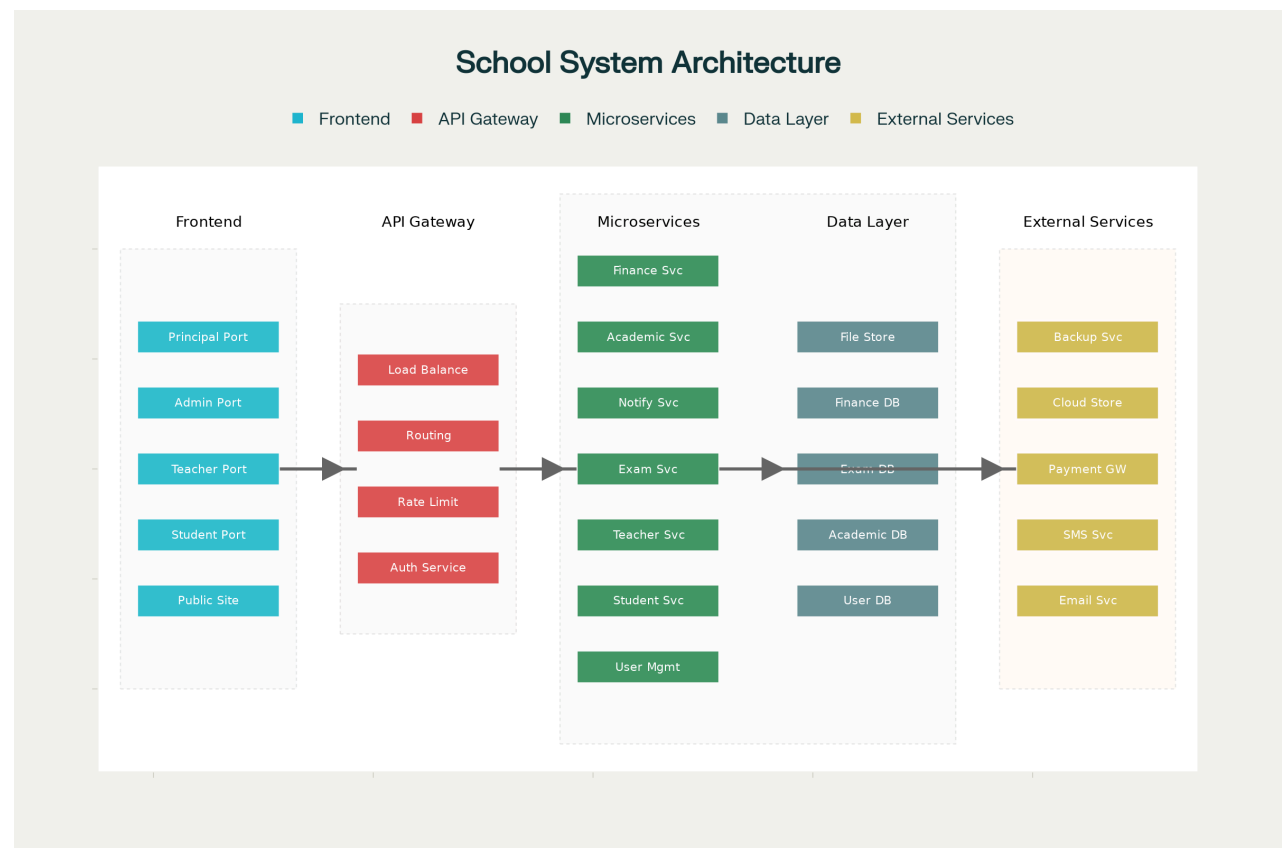 School System Architecture
Frontend API Gateway Microservices Data Layer External Services
Frontend
Principal Port
Admin Port
Teacher Port
Student Port
Public Site
API Gateway
Load Balance
Routing
Rate Limit
Auth Service
Microservices
Finance Svc
Academic Svc
Notify Svc
Exam Svc
Teacher Svc
Student Svc
User Mgmt
Data Layer
File Store
Finance DB
Exam DB
Academic DB
User DB
External Services
Backup Svc
Cloud Store
Payment GW
SMS Svc
Email Svc